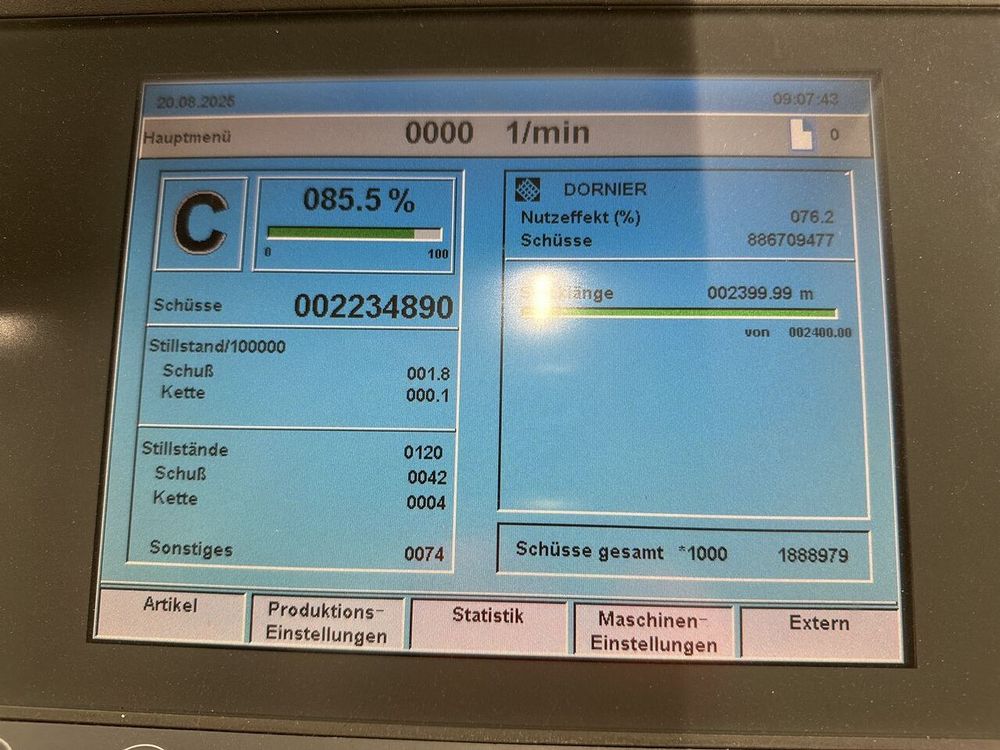 20.08.2025 09:07:43
Hauptmenü 0000 1/min 0
C 085.5 %
0 100
Schüsse 002234890
Stillstand/100000
Schuß 001.8
Kette 000.1
Stillstände 0120
Schuß 0042
Kette 0004
Sonstiges 0074
DORNIER
Nutzeffekt (%) 076.2
Schüsse 886709477
länge 002399.99 m
von 002400.00
Schüsse gesamt *1000 1888979
Artikel
Produktions-
Einstellungen
Statistik
Maschinen-
Einstellungen
Extern